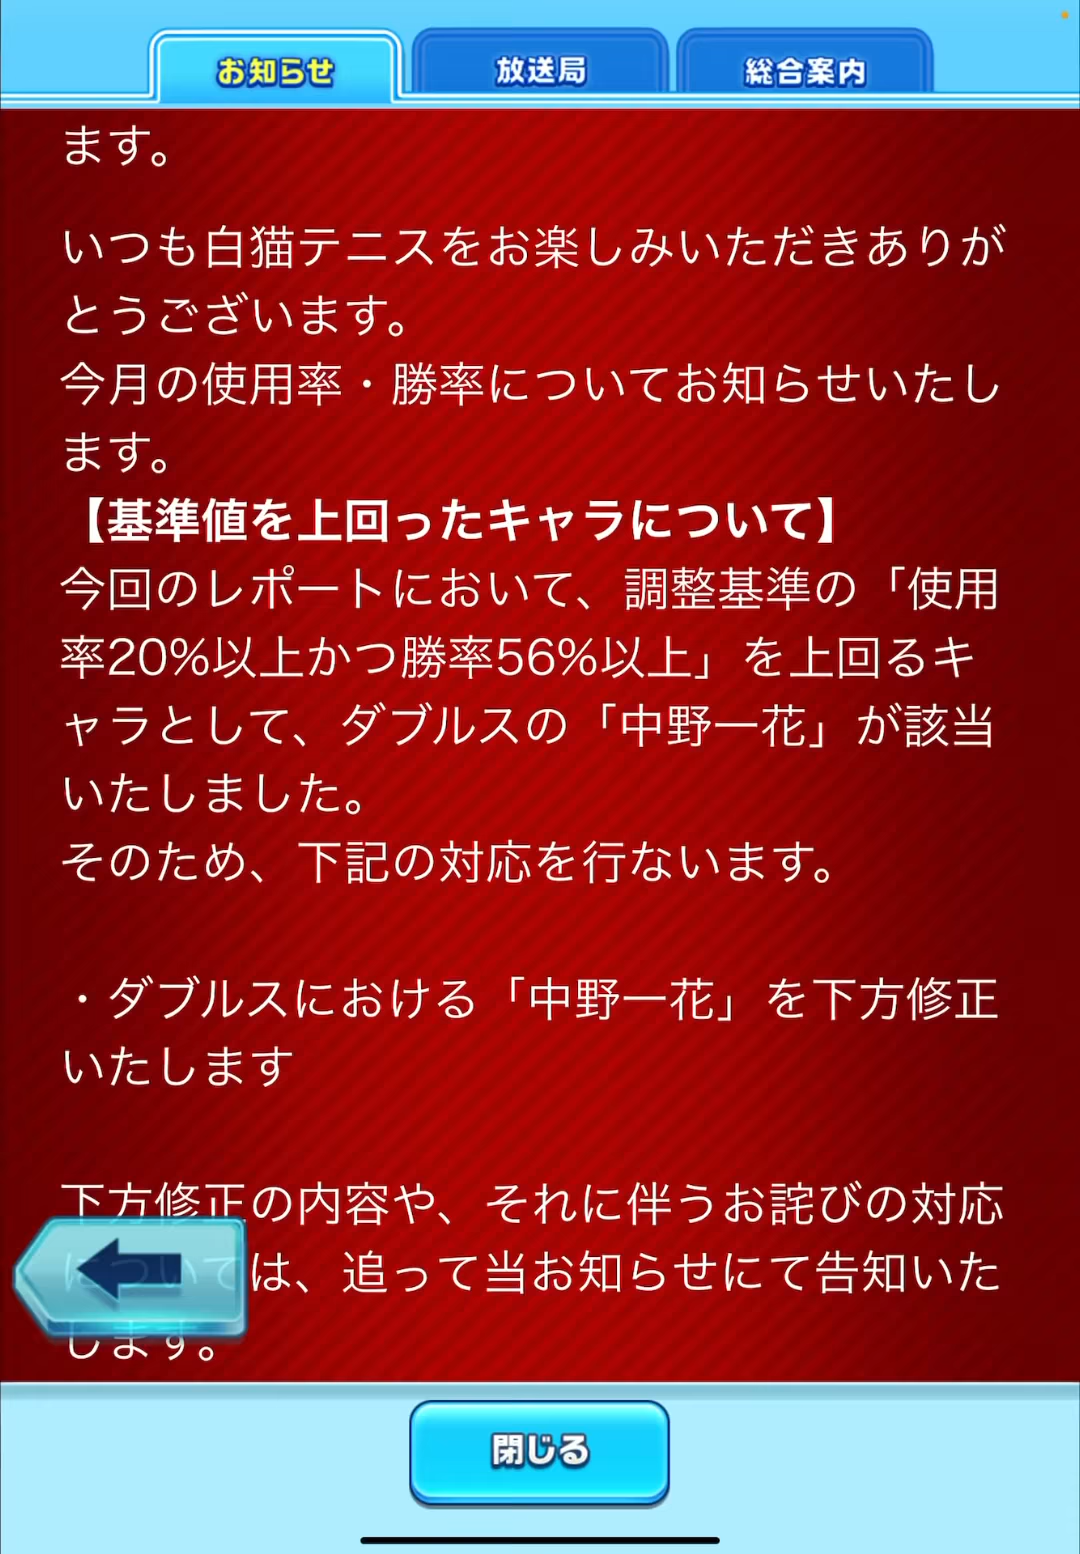 お知らせ 放送局 総合案内
ます。
いつも白猫テニスをお楽しみいただきありが
とうございます。
今月の使用率・勝率についてお知らせいたし
ます。
【基準値を上回ったキャラについて】
今回のレポートにおいて、調整基準の「使用
率20%以上かつ勝率56%以上」を上回るキ
ャラとして、ダブルスの「中野一花」が該当
いたしました。
そのため、下記の対応を行ないます。
・ダブルスにおける「中野一花」を下方修正
いたします
下方修正の内容や、それに伴うお詫びの対応
については、追って当お知らせにて告知いた
します。
閉じる